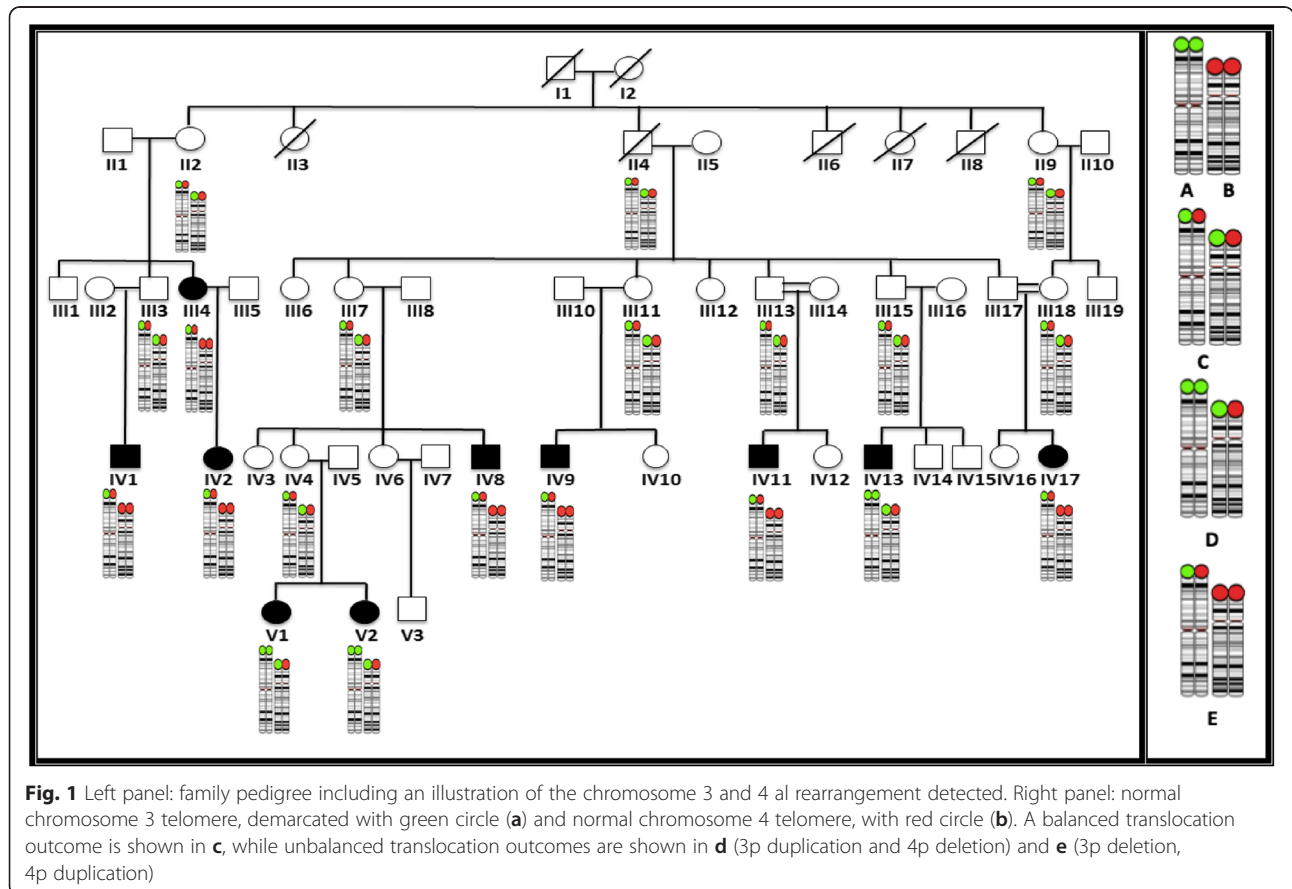 I1 I2
II1 II2 II3 II4 II5 II6 II7 II8 II9 II10
III1 III2 III3 III4 III5 III6 III7 III8 III10 III11 III12 III13 III14 III15 III16 III17 III18 III19
IV1 IV2 IV3 IV4 IV5 IV6 IV7 IV8 IV9 IV10 IV11 IV12 IV13 IV14 IV15 IV16 IV17
V1 V2 V3
A B
C
D
E
Fig. 1 Left panel: family pedigree including an illustration of the chromosome 3 and 4 al rearrangement detected. Right panel: normal
chromosome 3 telomere, demarcated with green circle (a) and normal chromosome 4 telomere, with red circle (b). A balanced translocation
outcome is shown in c, while unbalanced translocation outcomes are shown in d (3p duplication and 4p deletion) and e (3p deletion,
4p duplication)